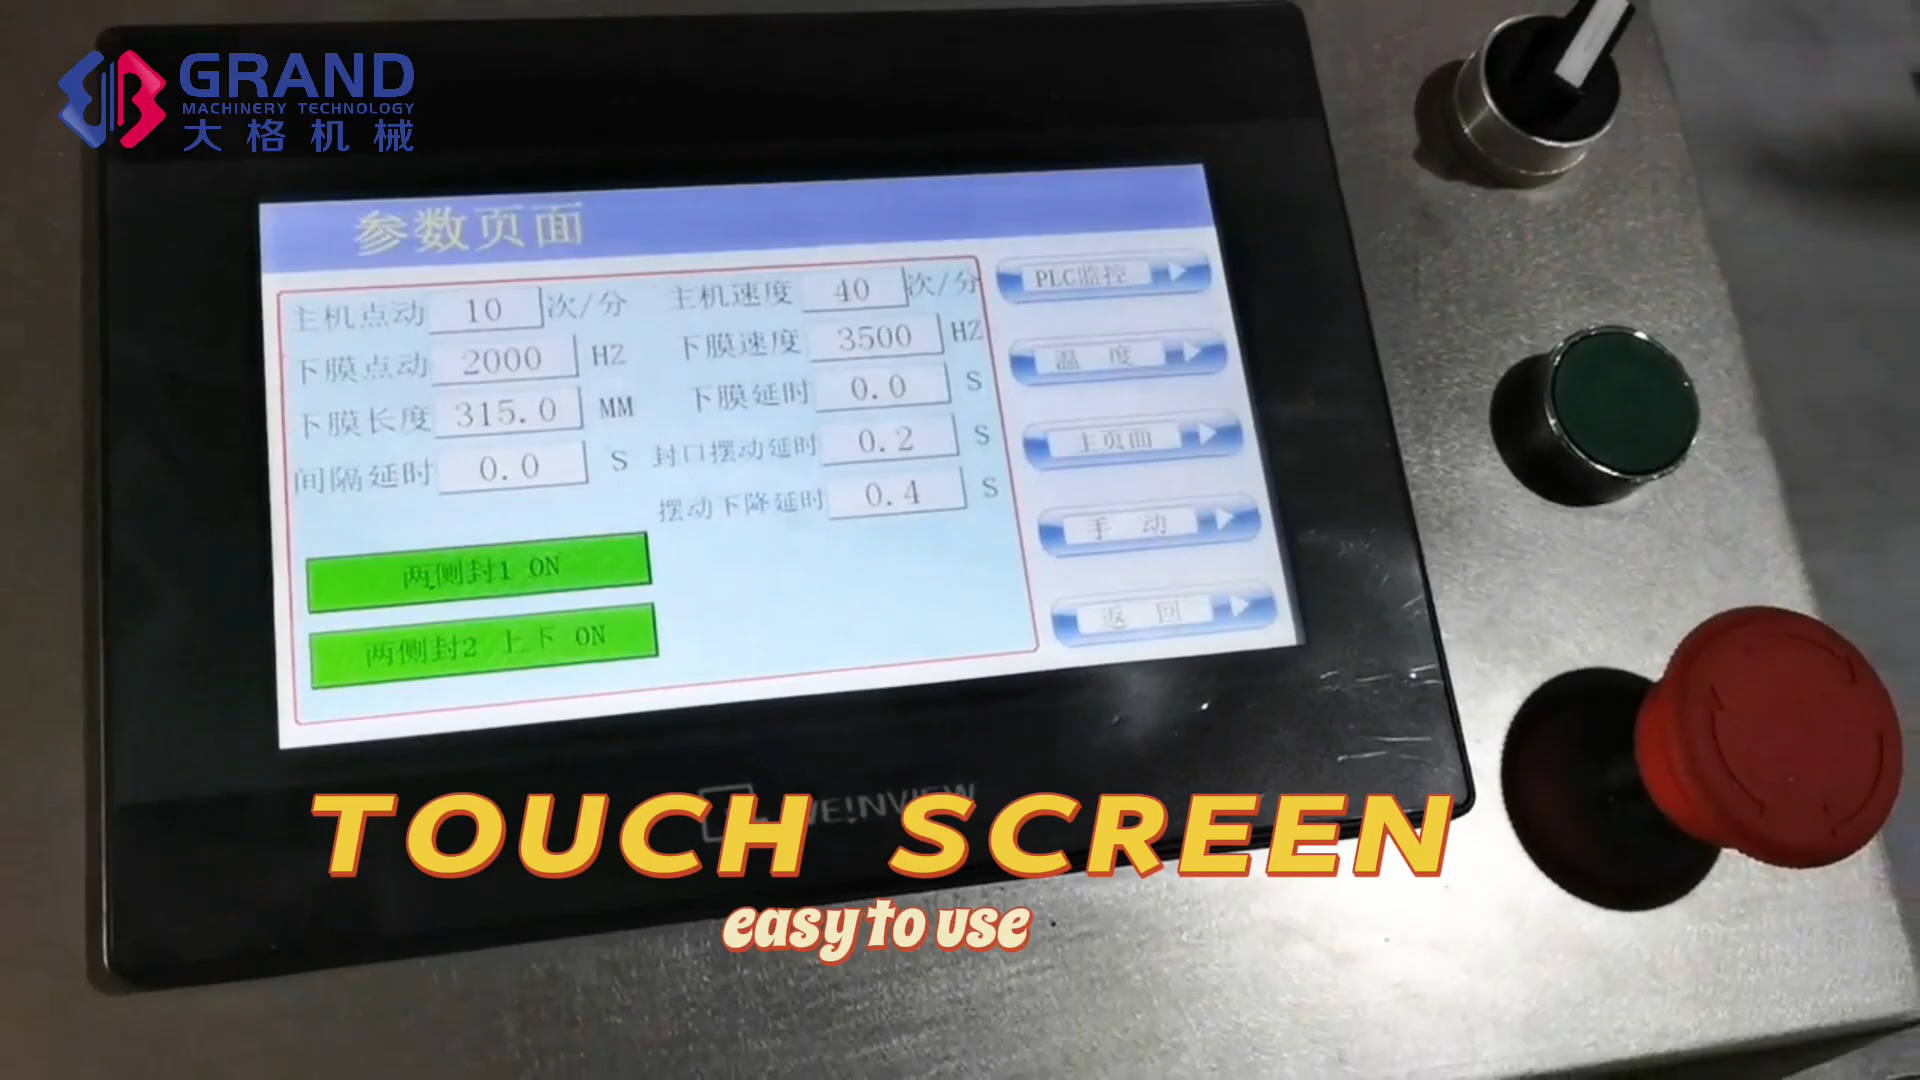 GRAND
MACHINERY TECHNOLOGY
大格机械
参数页面
主机点动 10 次/分 主机速度 40 次/分
下膜点动 2000 HZ 下膜速度 3500 HZ
下膜长度 315.0 MM 下膜延时 0.0 S
间隔延时 0.0 S 封口摆动延时 0.2 S
摆动下降延时 0.4 S
两侧封1 ON
两侧封2 上下 ON
PLC监控
温 度
主页面
手 动
返 回
WEINVIEW
TOUCH SCREEN
easy to use